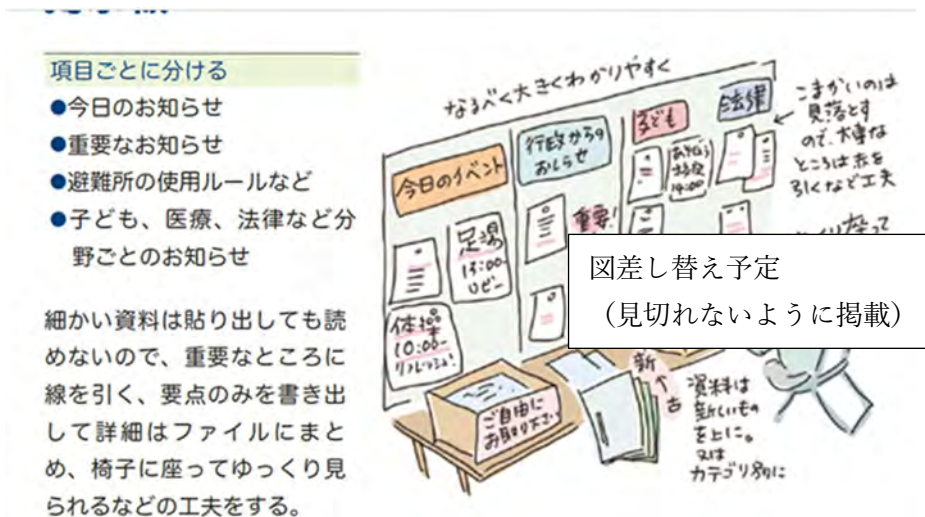 項目ごとに分ける
●今日のお知らせ
●重要なお知らせ
●避難所の使用ルールなど
●子ども、医療、法律など分
野ごとのお知らせ
細かい資料は貼り出しても読
めないので、重要なところに
線を引く、要点のみを書き出
して詳細はファイルにまと
め、椅子に座ってゆっくり見
られるなどの工夫をする。
なるべく大きくわかりやすく
今日のイベント
行政からの
おしらせ
子ども
法律
こまかいのは
見落とす
ので、大事な
ところは赤を
引くなど工夫
足湯
15:00-
ロビー
重要!
14:00-
体操
10:00-
図差し替え予定
（見切れないように掲載）
ご自由に
お取り下さい
新
古
資料は
新しいもの
を上に。
又は
カテゴリ別に